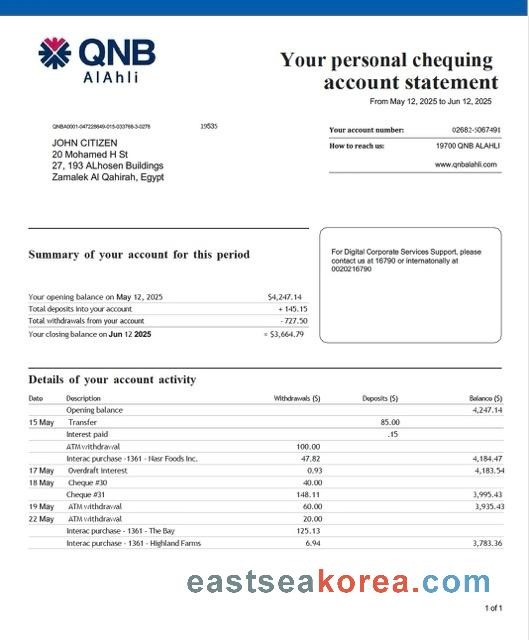 QNB
AlAhli
Your personal chequing
account statement
From May 12, 2025 to Jun 12, 2025
QNBA0001-047228649-015-033766-3-0276 19535
JOHN CITIZEN
20 Mohamed H St
27, 193 ALhosen Buildings
Zamalek Al Qahirah, Egypt
Your account number: 02682-5067491
How to reach us: 19700 QNB ALAHLI
www.qnbalahli.com
Summary of your account for this period
For Digital Corporate Services Support, please
contact us at 16790 or internatonally at
0020216790
Your opening balance on May 12, 2025 $4,247.14
Total deposits into your account + 145.15
Total withdrawals from your account - 727.50
Your closing balance on Jun 12 2025 = $3,664.79
Details of your account activity
Date Description Withdrawals ($) Deposits ($) Balance ($)
Opening balance 4,247.14
15 May Transfer 85.00
Interest paid .15
ATM withdrawal 100.00
Interac purchase -1361 - Nasr Foods Inc. 47.82 4,184.47
17 May Overdraft Interest 0.93 4,183.54
18 May Cheque #30 40.00
Cheque #31 148.11 3,995.43
19 May ATM withdrawal 60.00 3,935.43
22 May ATM withdrawal 20.00
Interac purchase - 1361 - The Bay 125.13
Interac purchase - 1361 - Highland Farms 6.94 3,783.36
eastseakorea.com
1 of 1